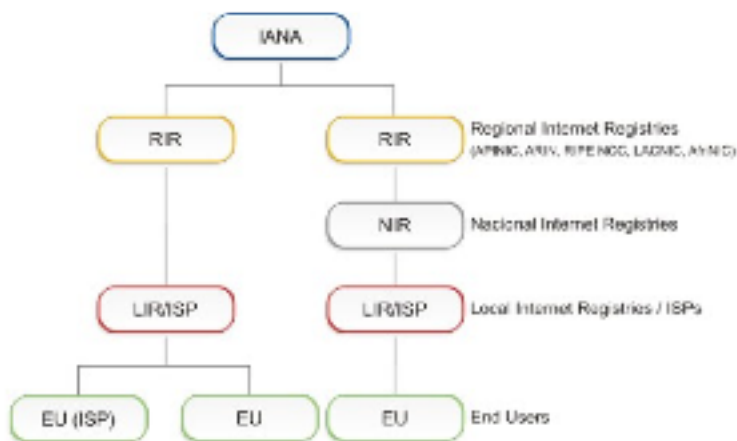 IANA
RIR
RIR
Regional Internet Registries
(APINIC, ARIN, RIPE NCC, LACNIC, AfriNIC)
NIR
Nacional Internet Registries
LIR/ISP
LIR/ISP
Local Internet Registries / ISPs
EU (ISP)
EU
EU
End Users